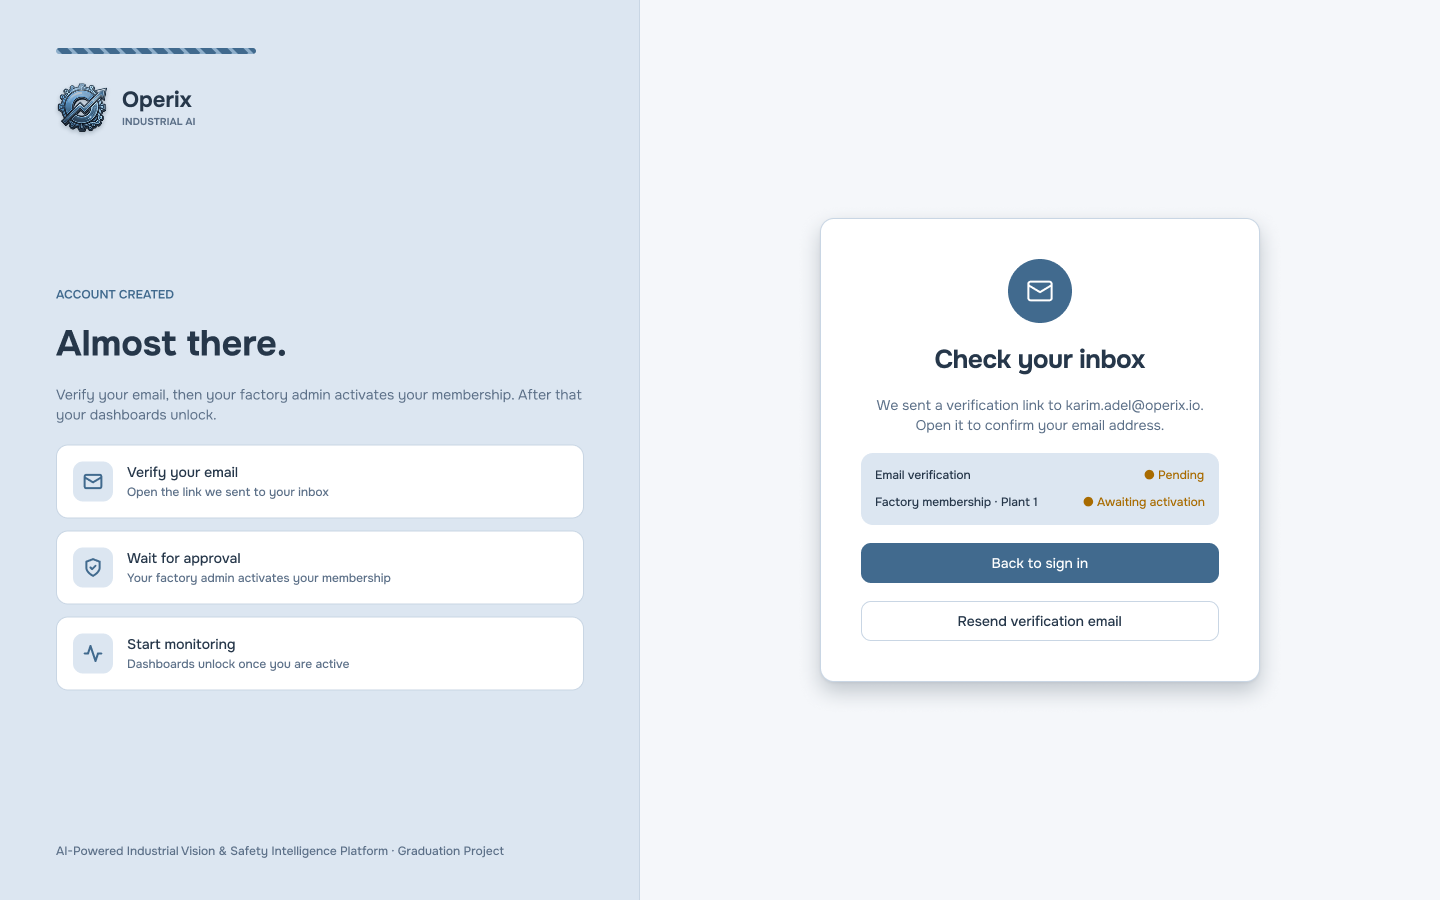 Operix
INDUSTRIAL AI
ACCOUNT CREATED
Almost there.
Verify your email, then your factory admin activates your membership. After that
your dashboards unlock.
Verify your email
Open the link we sent to your inbox
Wait for approval
Your factory admin activates your membership
Start monitoring
Dashboards unlock once you are active
AI-Powered Industrial Vision & Safety Intelligence Platform · Graduation Project
Check your inbox
We sent a verification link to karim.adel@operix.io.
Open it to confirm your email address.
Email verification Pending
Factory membership · Plant 1 Awaiting activation
Back to sign in
Resend verification email